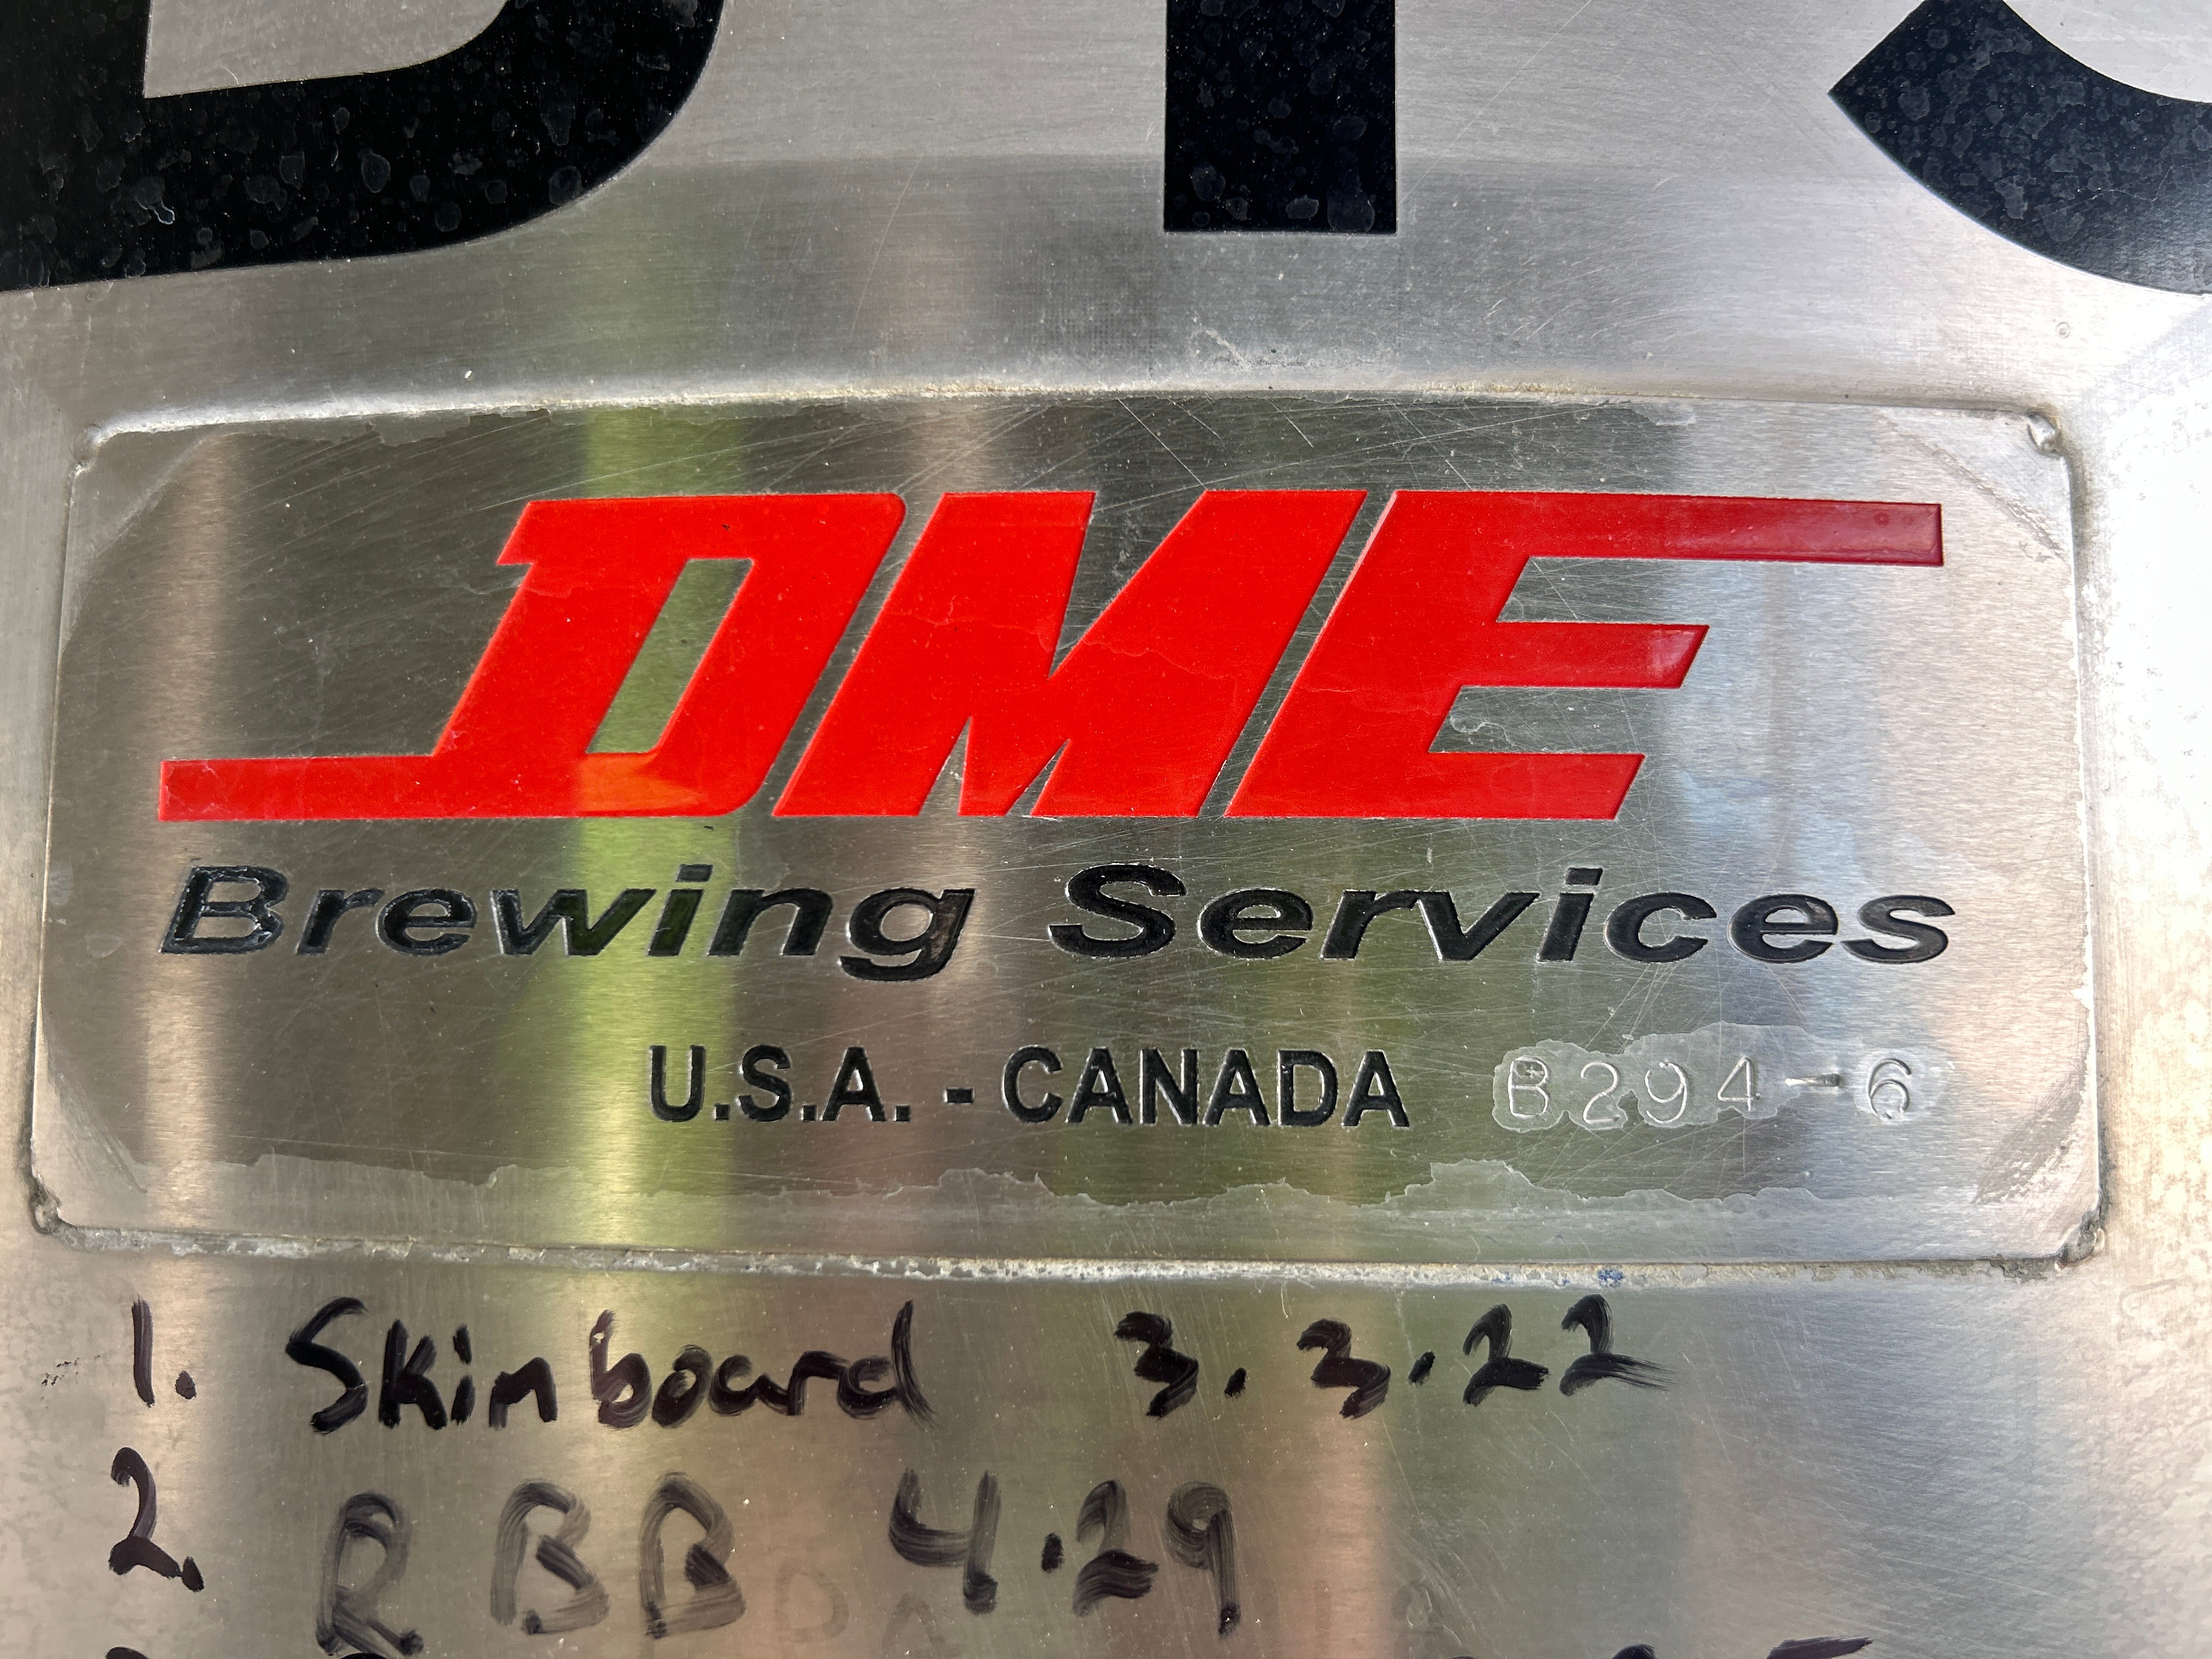 DME
Brewing Services
U.S.A. - CANADA B294-6
1. Skinboard 3.3.22
2. RBB 4.29